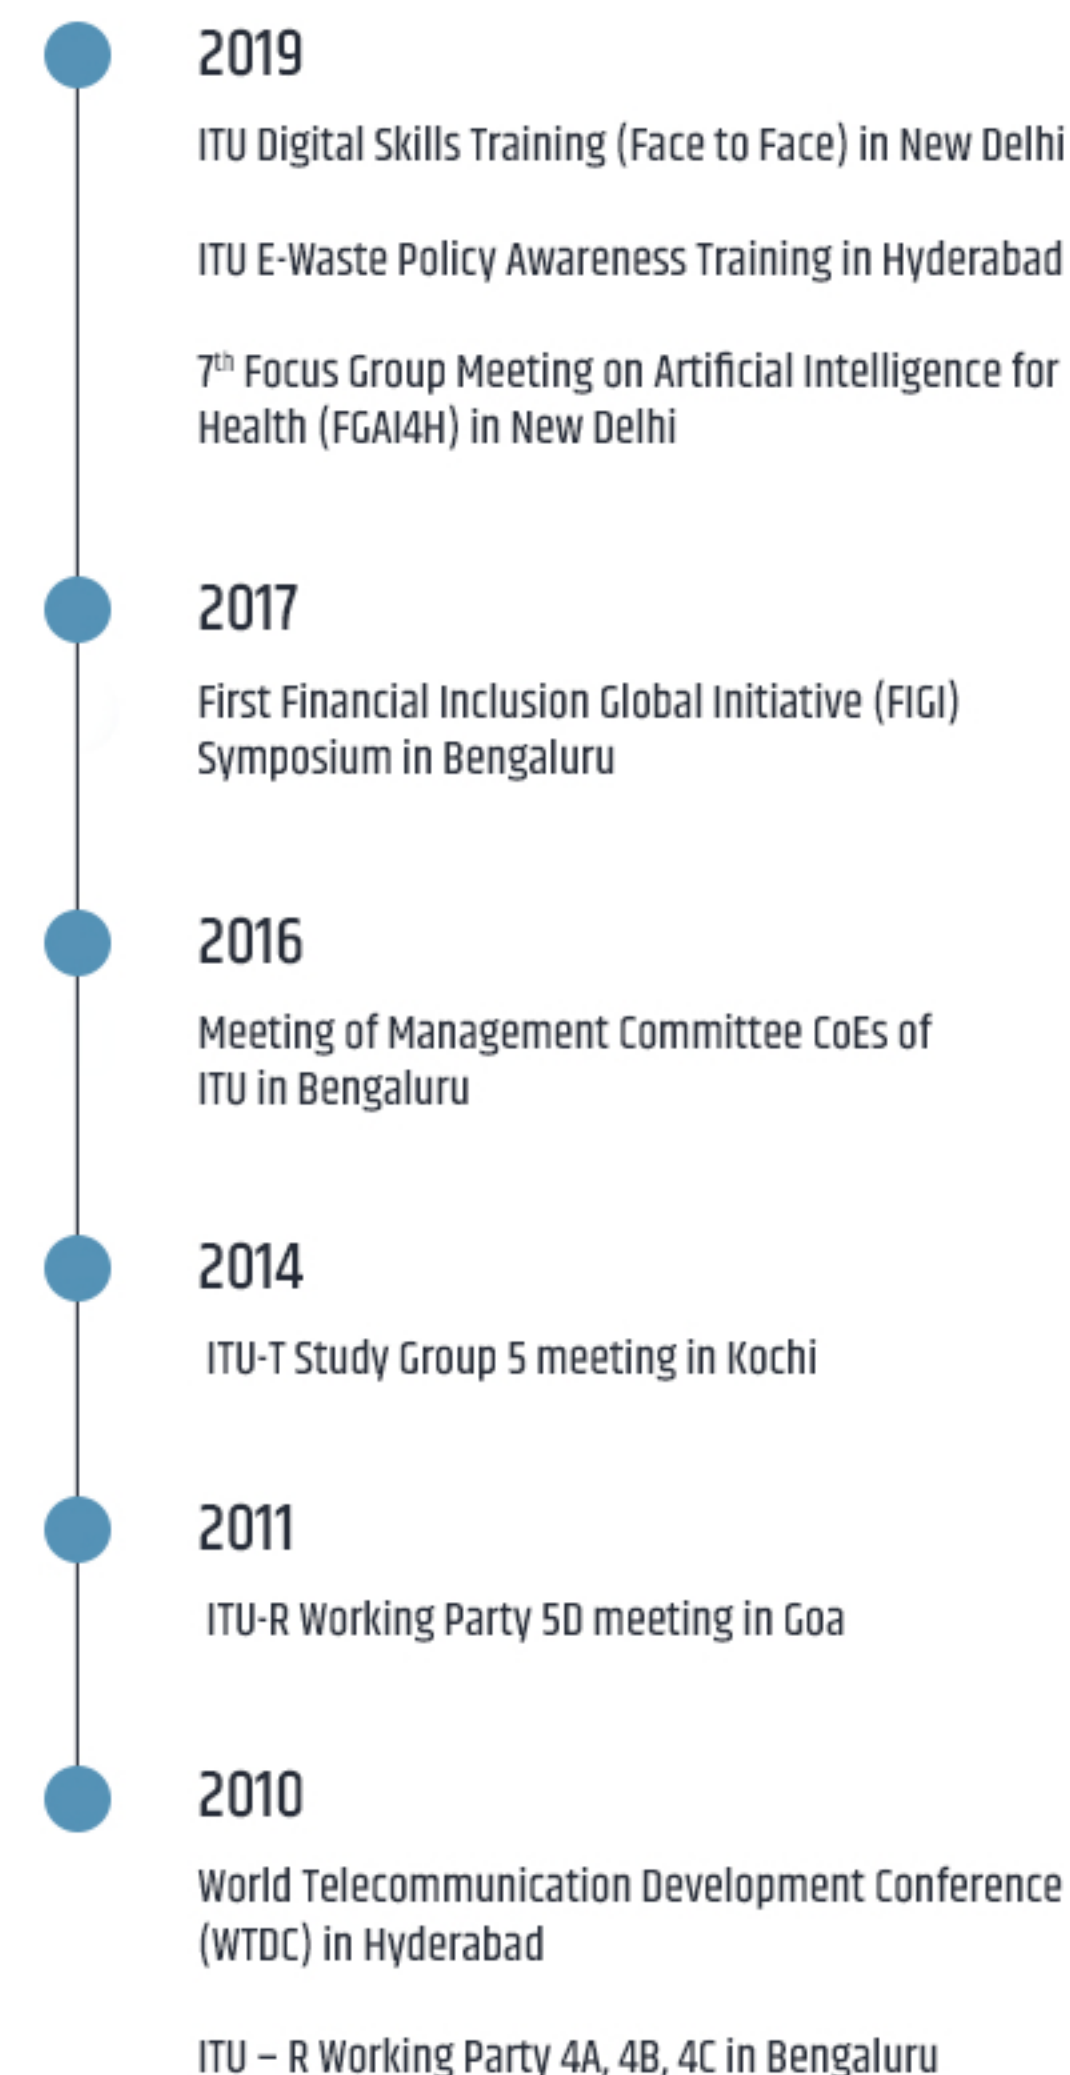 2019
ITU Digital Skills Training (Face to Face) in New Delhi
ITU E-Waste Policy Awareness Training in Hyderabad
7th Focus Group Meeting on Artificial Intelligence for
Health (FGAI4H) in New Delhi
2017
First Financial Inclusion Global Initiative (FIGI)
Symposium in Bengaluru
2016
Meeting of Management Committee CoEs of
ITU in Bengaluru
2014
ITU-T Study Group 5 meeting in Kochi
2011
ITU-R Working Party 5D meeting in Goa
2010
World Telecommunication Development Conference
(WTDC) in Hyderabad
ITU – R Working Party 4A, 4B, 4C in Bengaluru